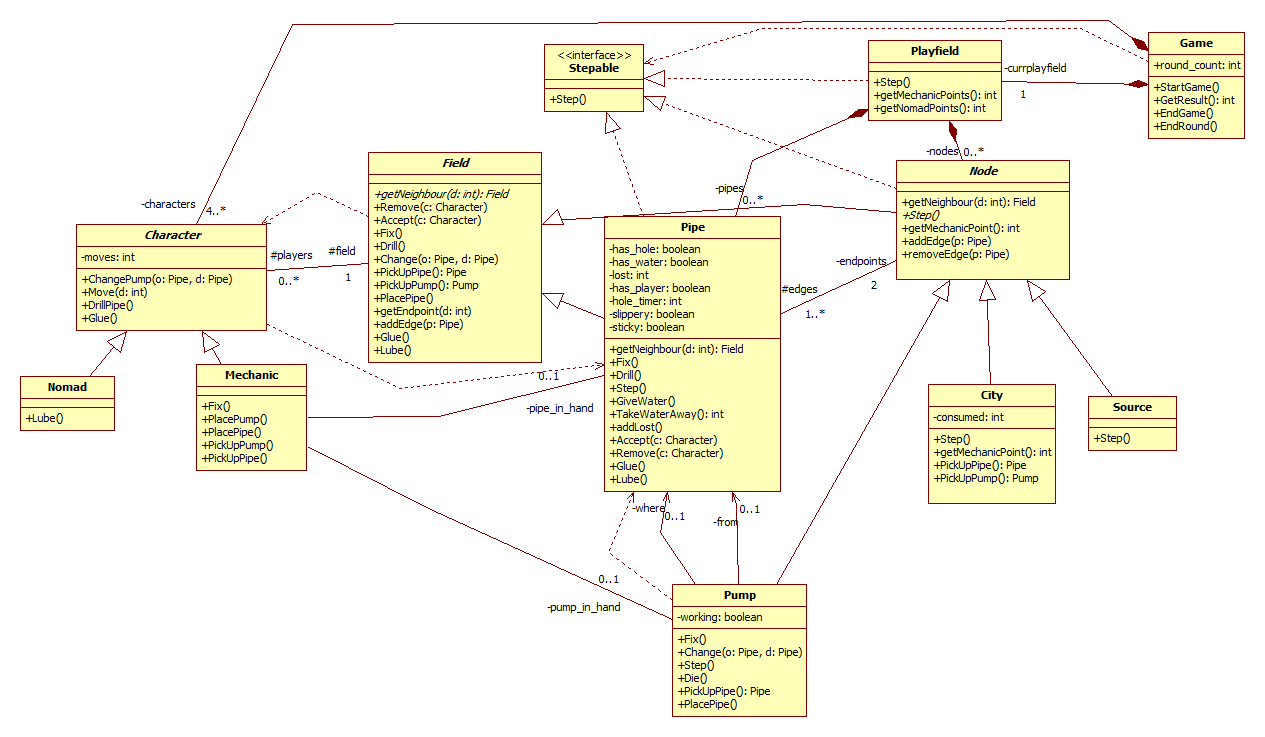 <<interface>>
Stepable
+Step()
Playfield
+Step()
+getMechanicPoints(): int
+getNomadPoints(): int
-currplayfield
1
Game
+round_count: int
+StartGame()
+GetResult(): int
+EndGame()
+EndRound()
-nodes
0..*
-pipes
0..*
-characters
4..*
Field
+getNeighbour(d: int): Field
+Remove(c: Character)
+Accept(c: Character)
+Fix()
+Drill()
+Change(o: Pipe, d: Pipe)
+PickUpPipe(): Pipe
+PickUpPump(): Pump
+PlacePipe()
+getEndpoint(d: int)
+addEdge(p: Pipe)
+Glue()
+Lube()
Node
+getNeighbour(d: int): Field
+Step()
+getMechanicPoint(): int
+addEdge(p: Pipe)
+removeEdge(p: Pipe)
Character
-moves: int
+ChangePump(o: Pipe, d: Pipe)
+Move(d: int)
+DrillPipe()
+Glue()
#players
0..*
#field
1
Pipe
-has_hole: boolean
-has_water: boolean
-lost: int
-has_player: boolean
-hole_timer: int
-slippery: boolean
-sticky: boolean
+getNeighbour(d: int): Field
+Fix()
+Drill()
+Step()
+GiveWater()
+TakeWaterAway(): int
+addLost()
+Accept(c: Character)
+Remove(c: Character)
+Glue()
+Lube()
-endpoints
2
#edges
1..*
Nomad
+Lube()
Mechanic
+Fix()
+PlacePump()
+PlacePipe()
+PickUpPump()
+PickUpPipe()
0..1
-pipe_in_hand
City
-consumed: int
+Step()
+getMechanicPoint(): int
+PickUpPipe(): Pipe
+PickUpPump(): Pump
Source
+Step()
-where
0..1
-from
0..1
0..1
-pump_in_hand
Pump
-working: boolean
+Fix()
+Change(o: Pipe, d: Pipe)
+Step()
+Die()
+PickUpPipe(): Pipe
+PlacePipe()